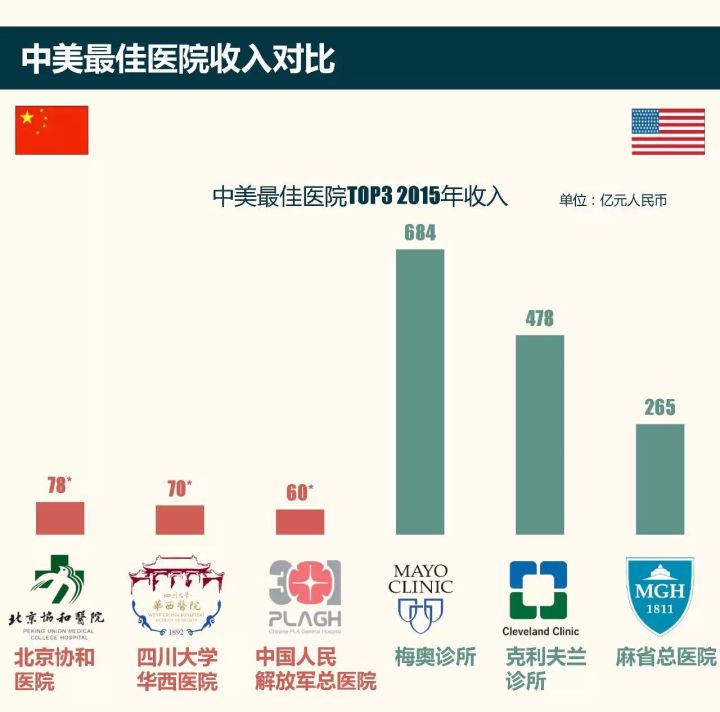 中美最佳医院收入对比
中美最佳医院TOP3 2015年收入
单位：亿元人民币
684
478
265
78*
70*
60*
北京協和醫院
PEKING UNION MEDICAL
COLLEGE HOSPITAL
四川大学
華西醫院
WEST CHINA HOSPITAL
1892
301
PLAGH
Chinese PLA General Hospital
MAYO
CLINIC
Cleveland Clinic
MGH
1811
北京协和
医院
四川大学
华西医院
中国人民
解放军总医院
梅奥诊所
克利夫兰
诊所
麻省总医院